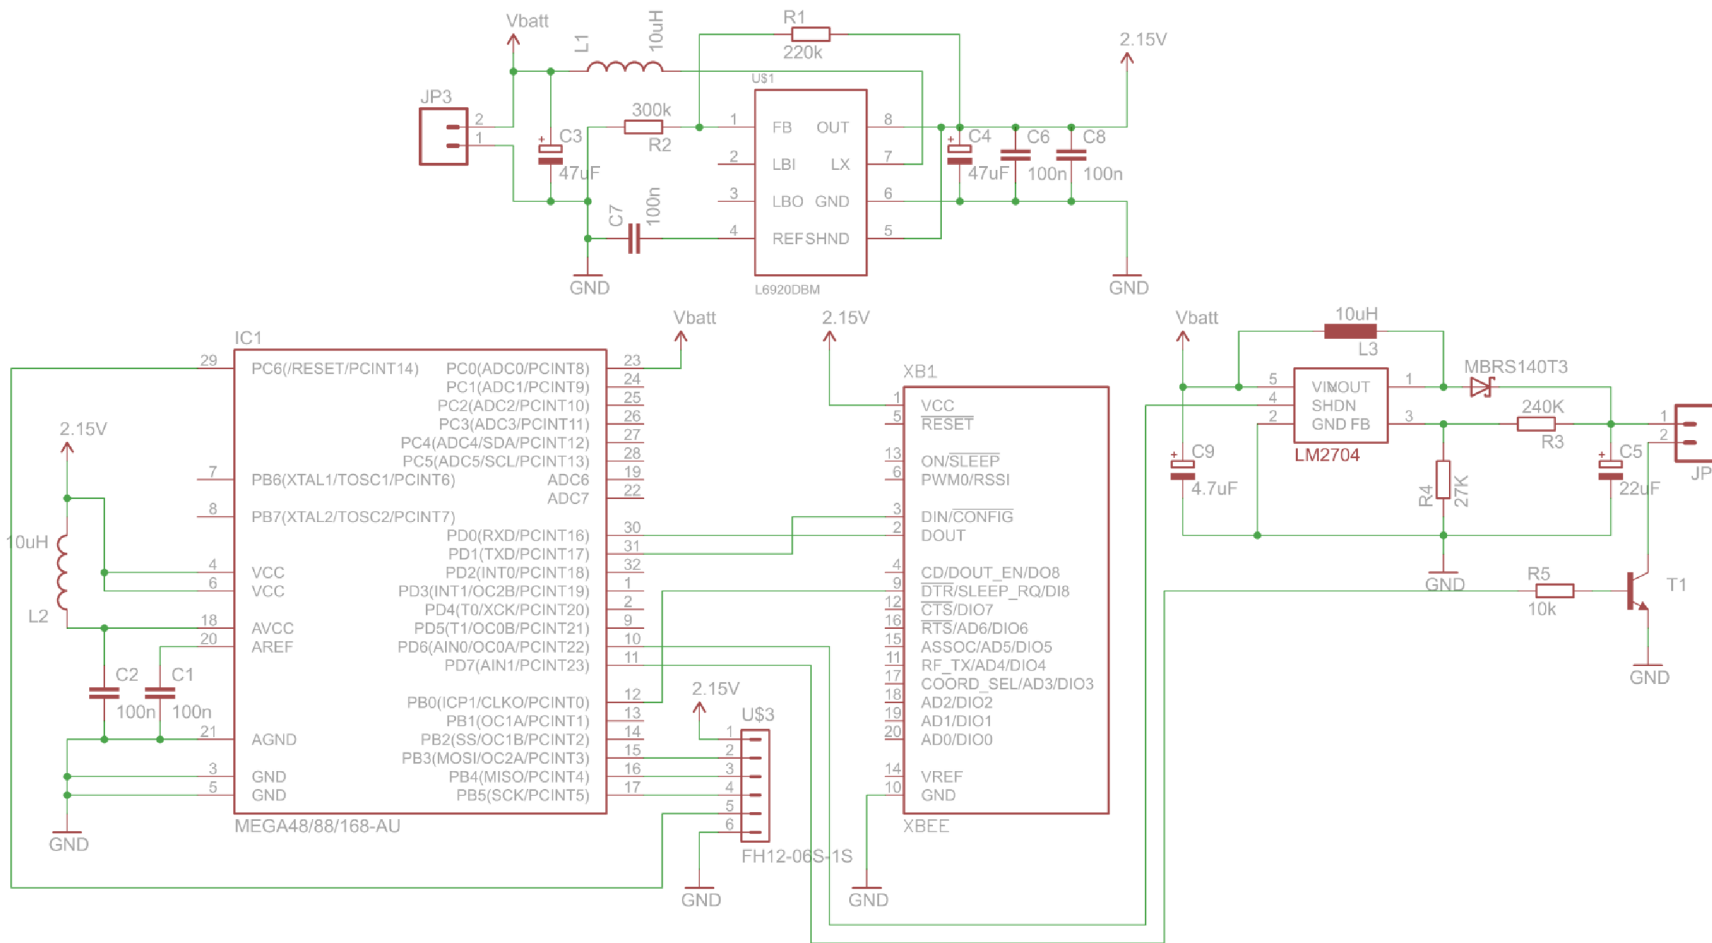 Vbatt
L1
10uH
R1
220k
2.15V
U$1
JP3
2
1
C3
47uF
300k
R2
1 FB OUT 8
2 LBI LX 7
3 LBO GND 6
4 REF SHND 5
C4
47uF
C6
100n
C8
100n
C7
100n
GND
L6920DBM
GND
IC1
Vbatt
29 PC6(/RESET/PCINT14)
PC0(ADC0/PCINT8) 23
PC1(ADC1/PCINT9) 24
PC2(ADC2/PCINT10) 25
PC3(ADC3/PCINT11) 26
PC4(ADC4/SDA/PCINT12) 27
PC5(ADC5/SCL/PCINT13) 28
7 PB6(XTAL1/TOSC1/PCINT6)
ADC6 19
ADC7 22
8 PB7(XTAL2/TOSC2/PCINT7)
PD0(RXD/PCINT16) 30
PD1(TXD/PCINT17) 31
PD2(INT0/PCINT18) 32
PD3(INT1/OC2B/PCINT19) 1
PD4(T0/XCK/PCINT20) 2
PD5(T1/OC0B/PCINT21) 9
PD6(AIN0/OC0A/PCINT22) 10
PD7(AIN1/PCINT23) 11
PB0(ICP1/CLKO/PCINT0) 12
PB1(OC1A/PCINT1) 13
PB2(SS/OC1B/PCINT2) 14
PB3(MOSI/OC2A/PCINT3) 15
PB4(MISO/PCINT4) 16
PB5(SCK/PCINT5) 17
2.15V
10uH
L2
4 VCC
6 VCC
18 AVCC
20 AREF
C2
100n
C1
100n
21 AGND
3 GND
5 GND
GND
MEGA48/88/168-AU
2.15V
U$3
1
2
3
4
5
6
FH12-06S-1S
GND
2.15V
XB1
1 VCC
5 RESET
13 ON/SLEEP
6 PWM0/RSSI
3 DIN/CONFIG
2 DOUT
4 CD/DOUT_EN/DO8
9 DTR/SLEEP_RQ/DI8
12 CTS/DIO7
16 RTS/AD6/DIO6
15 ASSOC/AD5/DIO5
11 RF_TX/AD4/DIO4
17 COORD_SEL/AD3/DIO3
18 AD2/DIO2
19 AD1/DIO1
20 AD0/DIO0
14 VREF
10 GND
XBEE
GND
Vbatt
10uH
L3
MBRS140T3
5 VIN OUT 1
4 SHDN
2 GND FB 3
LM2704
C9
4.7uF
240K
R3
R4
27K
C5
22uF
1
2
JP
GND
R5
10k
T1
GND